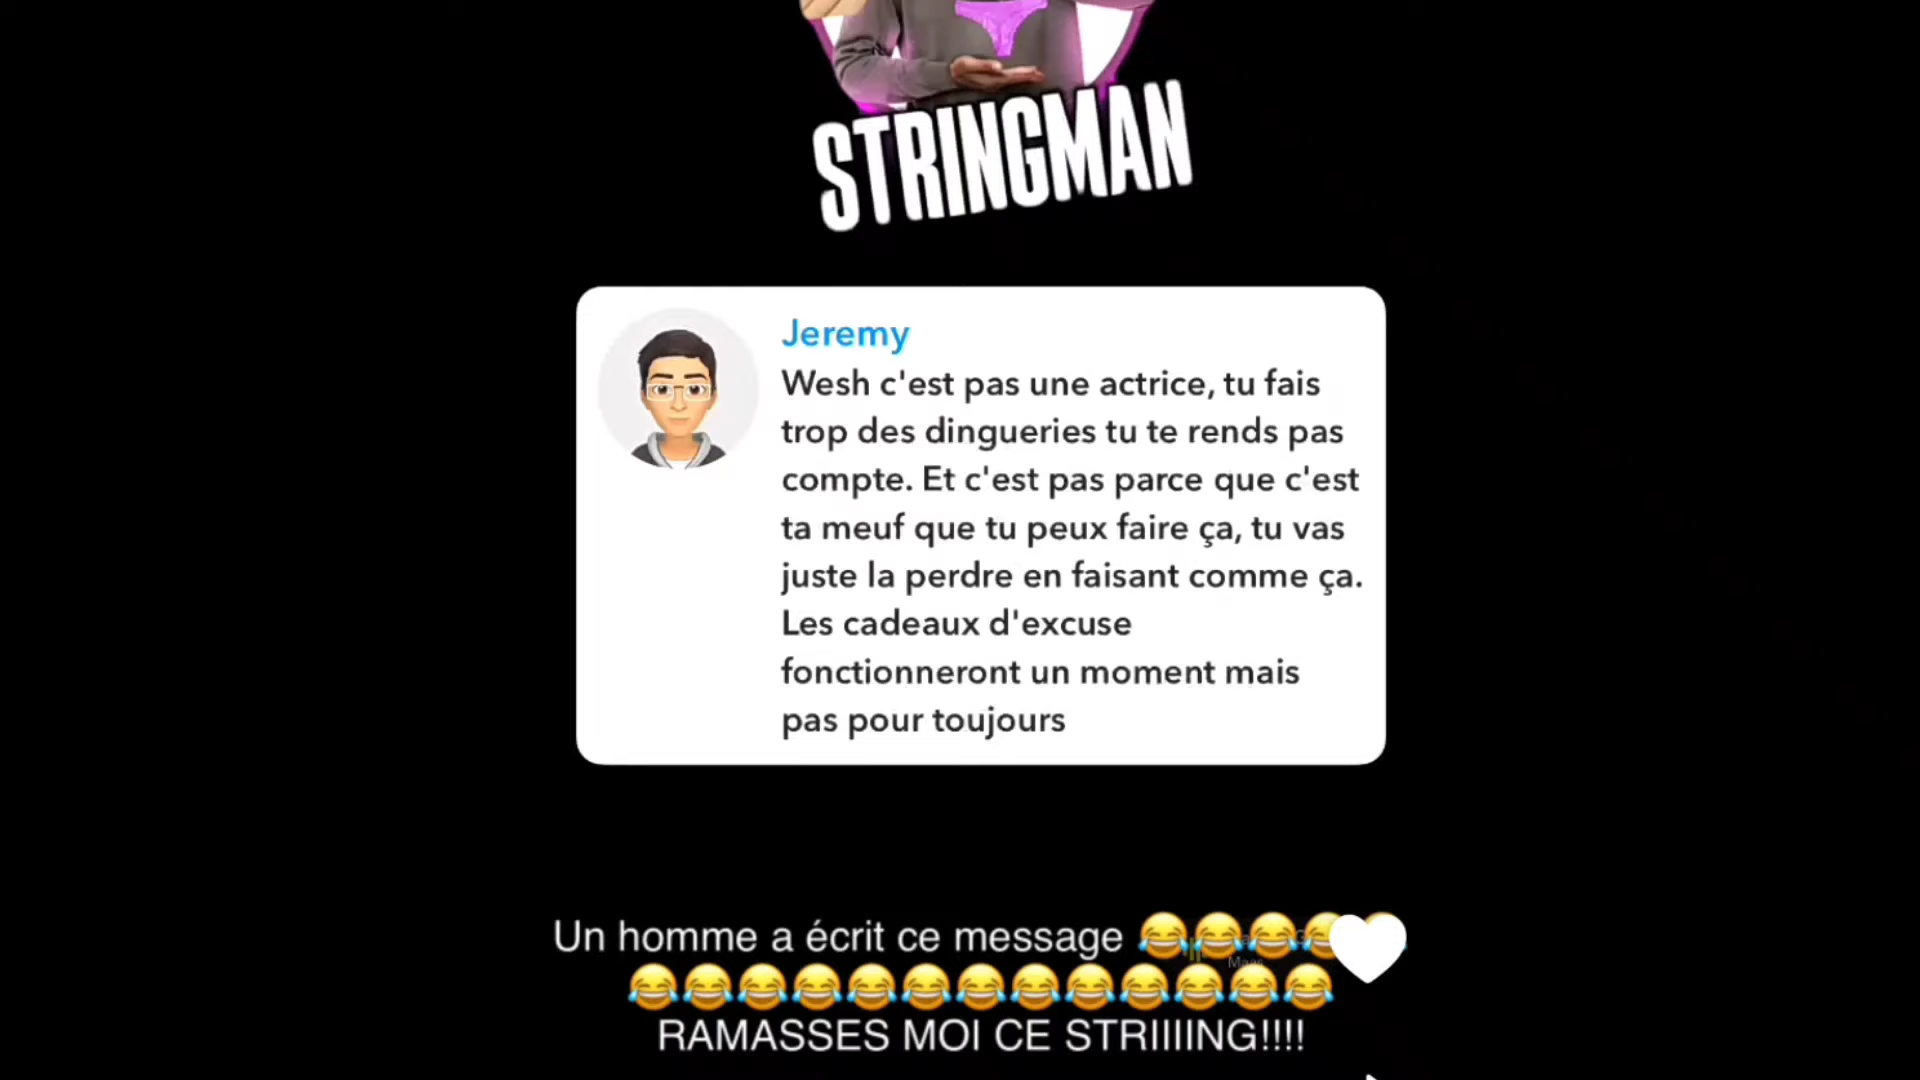 STRINGMAN
Jeremy
Wesh c'est pas une actrice, tu fais
trop des dingueries tu te rends pas
compte. Et c'est pas parce que c'est
ta meuf que tu peux faire ça, tu vas
juste la perdre en faisant comme ça.
Les cadeaux d'excuse
fonctionneront un moment mais
pas pour toujours
Un homme a écrit ce message 😂😂😂😂😂
😂😂😂😂😂😂😂😂😂😂😂😂😂
RAMASSES MOI CE STRIIIING!!!!